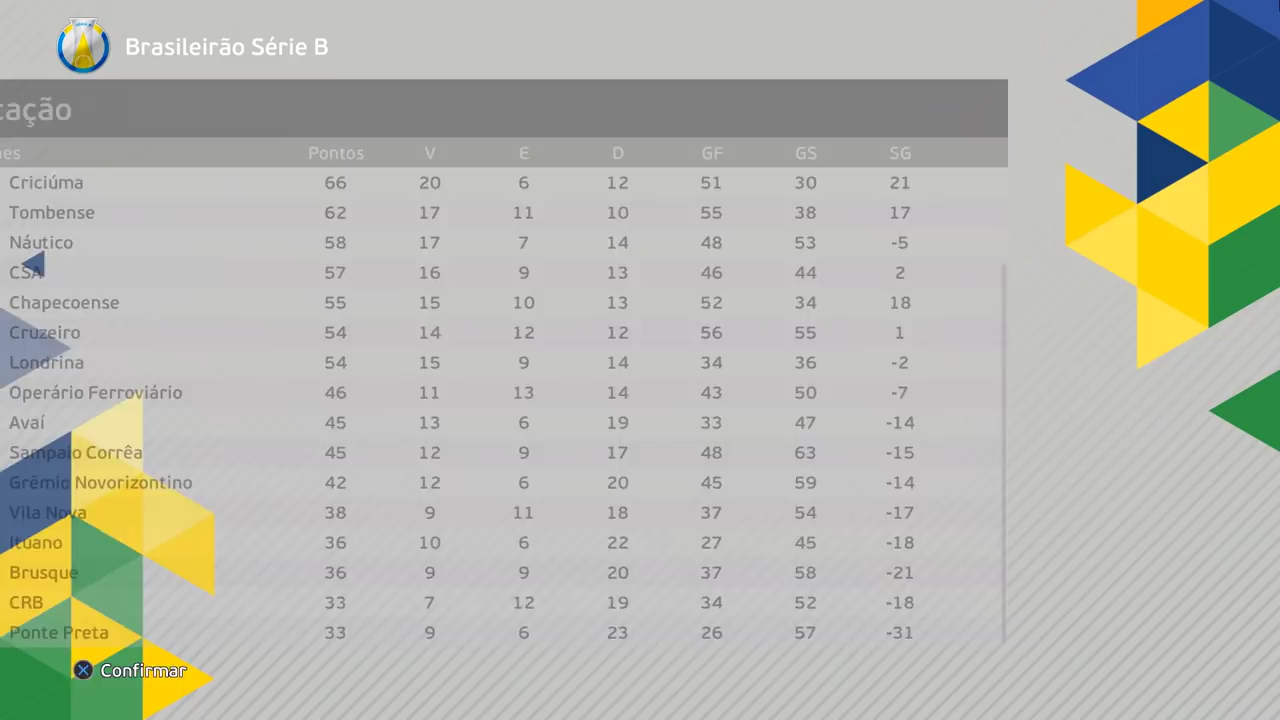 Brasileirão Série B
cação
es Pontos V E D GF GS SG
Criciúma 66 20 6 12 51 30 21
Tombense 62 17 11 10 55 38 17
Náutico 58 17 7 14 48 53 -5
CSA 57 16 9 13 46 44 2
Chapecoense 55 15 10 13 52 34 18
Cruzeiro 54 14 12 12 56 55 1
Londrina 54 15 9 14 34 36 -2
Operário Ferroviário 46 11 13 14 43 50 -7
Avaí 45 13 6 19 33 47 -14
Sampaio Corrêa 45 12 9 17 48 63 -15
Grêmio Novorizontino 42 12 6 20 45 59 -14
Vila Nova 38 9 11 18 37 54 -17
Ituano 36 10 6 22 27 45 -18
Brusque 36 9 9 20 37 58 -21
CRB 33 7 12 19 34 52 -18
Ponte Preta 33 9 6 23 26 57 -31
Confirmar